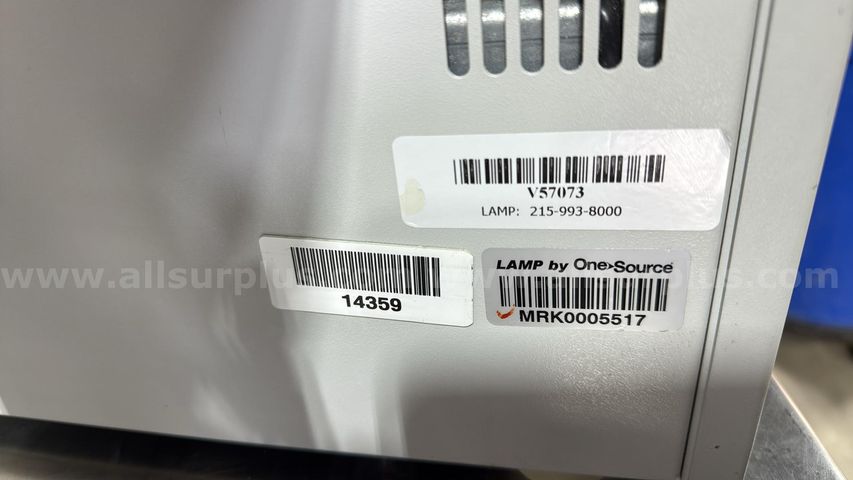 V57073
LAMP: 215-993-8000
www.allsurplus.com
14359
LAMP by One>Source
MRK0005517